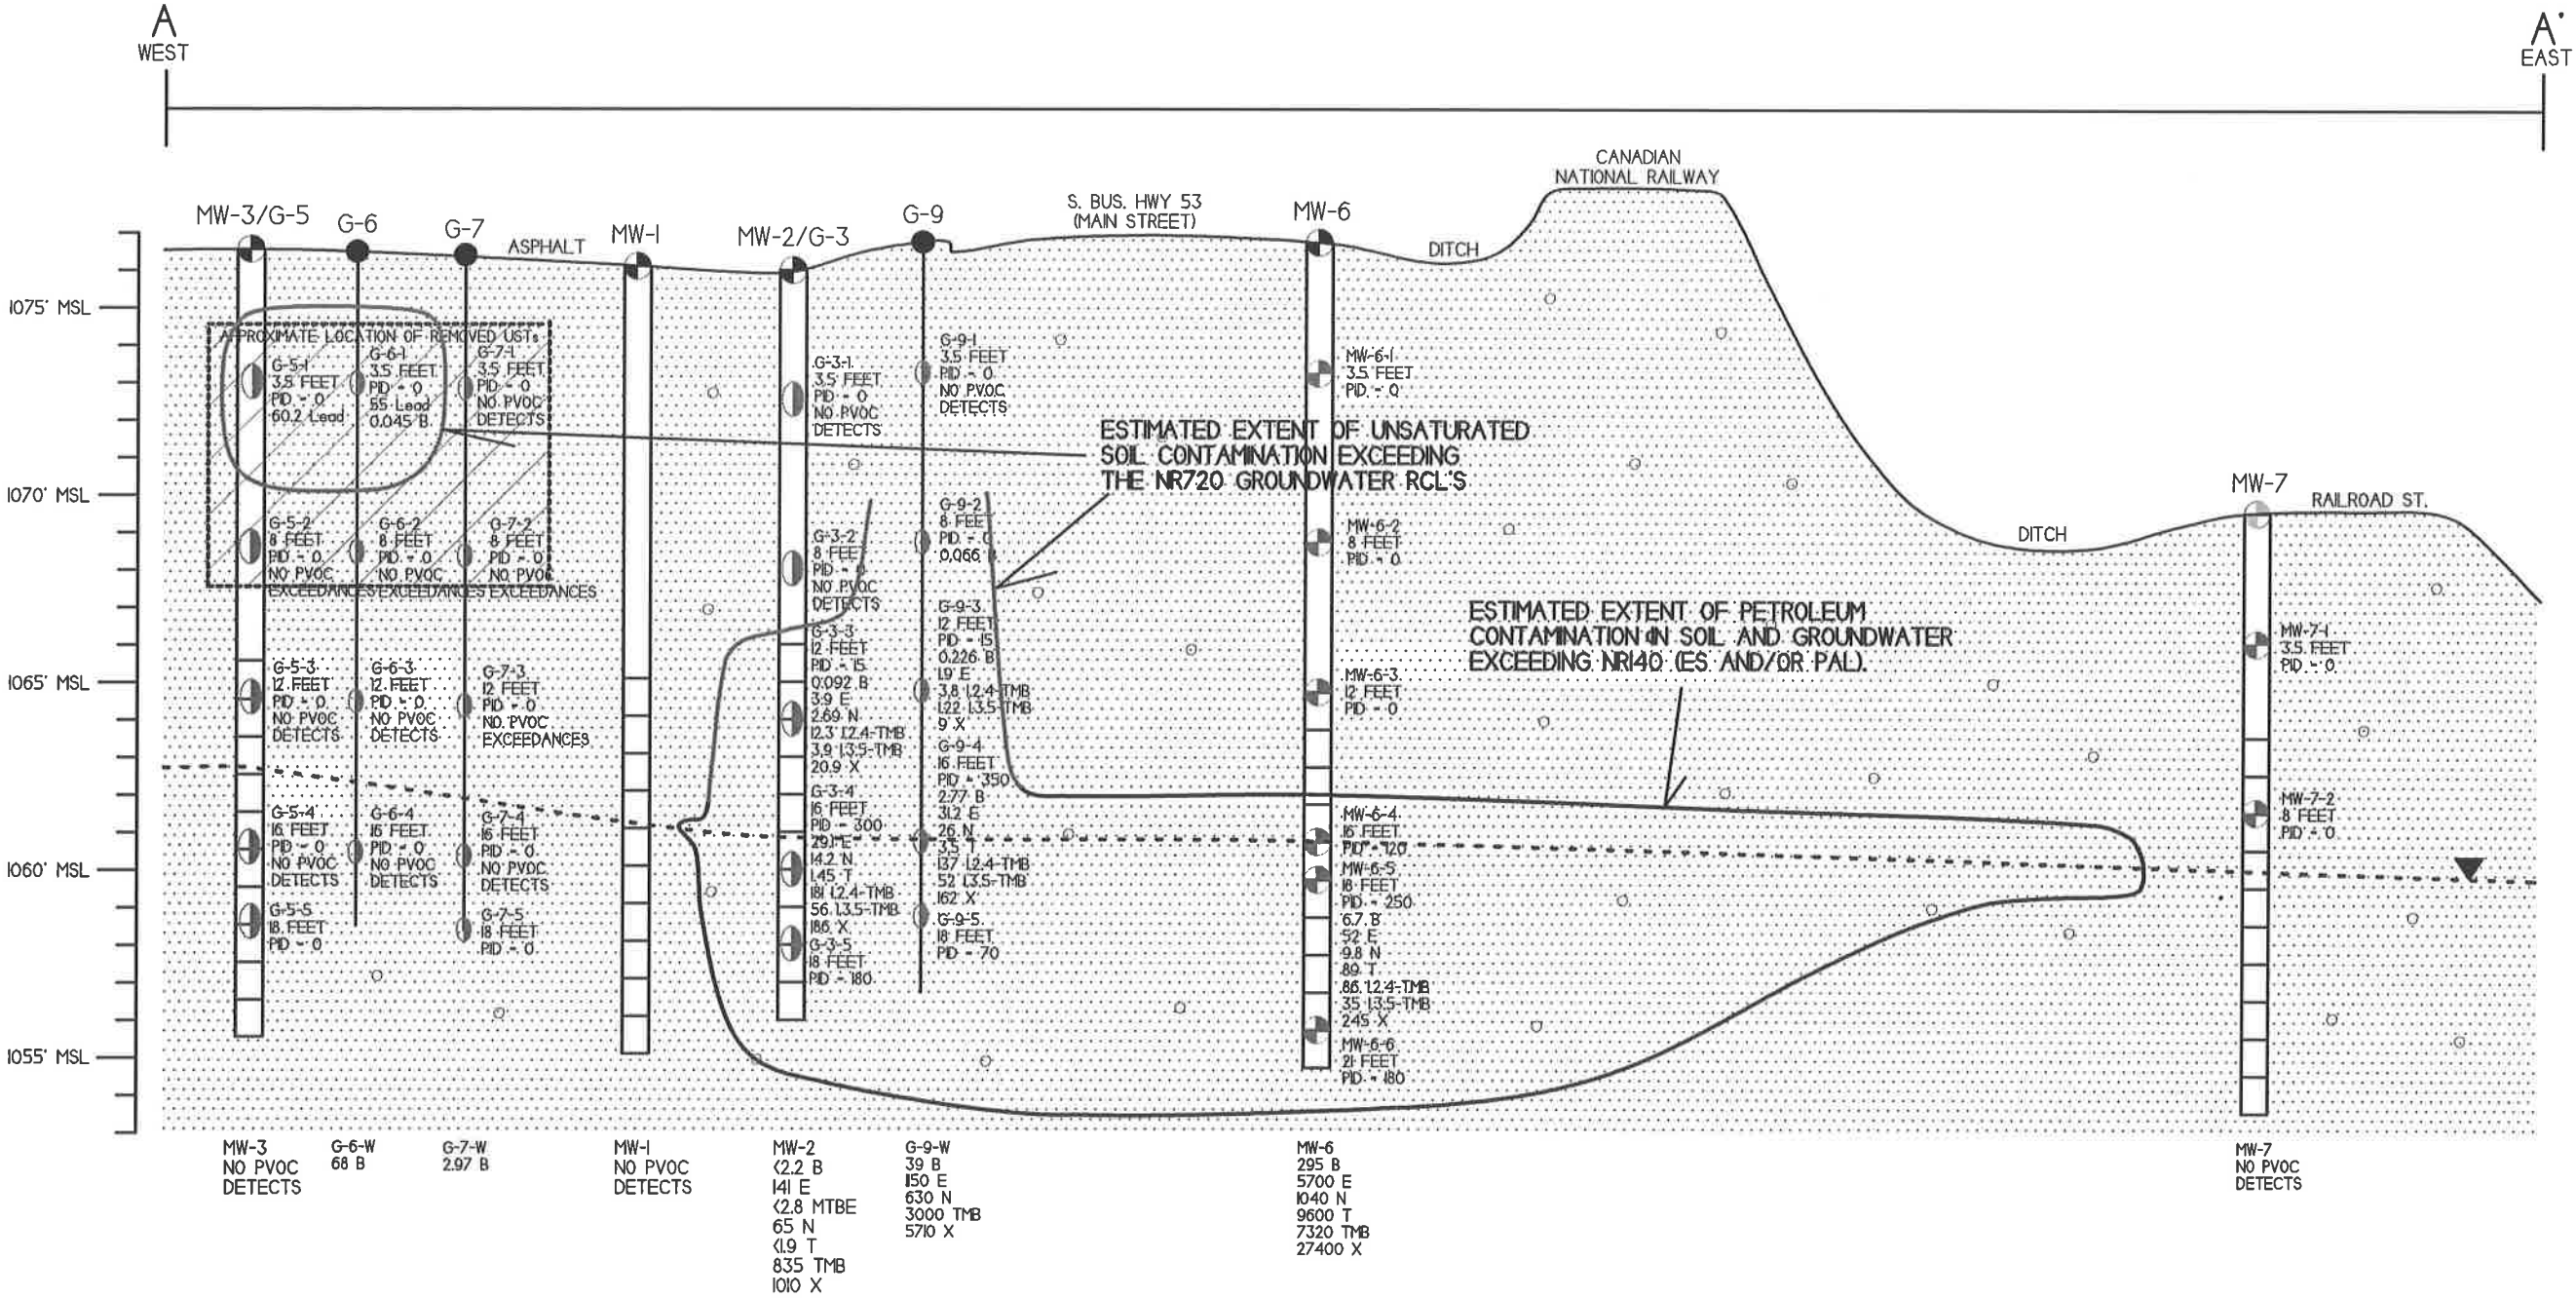 A
WEST
A'
EAST
CANADIAN
NATIONAL RAILWAY
S. BUS. HWY 53
(MAIN STREET)
MW-3/G-5
G-6
G-7
ASPHALT
MW-1
MW-2/G-3
G-9
MW-6
DITCH
DITCH
MW-7
RAILROAD ST.
1075' MSL
1070' MSL
1065' MSL
1060' MSL
1055' MSL
APPROXIMATE LOCATION OF REMOVED USTs
G-5-1
3.5 FEET
PID - 0
60.2 Lead
G-6-1
3.5 FEET
PID - 0
55 Lead
0.045 B
G-7-1
3.5 FEET
PID - 0
NO PVOC
DETECTS
G-5-2
8 FEET
PID - 0
NO PVOC
EXCEEDANCES
G-6-2
8 FEET
PID - 0
NO PVOC
EXCEEDANCES
G-7-2
8 FEET
PID - 0
NO PVOC
EXCEEDANCES
G-5-3
12 FEET
PID - 0
NO PVOC
DETECTS
G-6-3
12 FEET
PID - 0
NO PVOC
DETECTS
G-7-3
12 FEET
PID - 0
NO PVOC
EXCEEDANCES
G-5-4
16 FEET
PID - 0
NO PVOC
DETECTS
G-6-4
16 FEET
PID - 0
NO PVOC
DETECTS
G-7-4
16 FEET
PID - 0
NO PVOC
DETECTS
G-5-5
18 FEET
PID - 0
G-7-5
18 FEET
PID - 0
G-3-1
3.5 FEET
PID - 0
NO PVOC
DETECTS
G-3-2
8 FEET
PID - 0
NO PVOC
DETECTS
G-3-3
12 FEET
PID - 15
0.092 B
3.9 E
2.69 N
12.3 1,2,4-TMB
3.9 1,3,5-TMB
20.9 X
G-3-4
16 FEET
PID - 300
29.1 E
14.2 N
1.45 T
181 1,2,4-TMB
56 1,3,5-TMB
186 X
G-3-5
18 FEET
PID - 180
G-9-1
3.5 FEET
PID - 0
NO PVOC
DETECTS
G-9-2
8 FEET
PID - 0
0.066
G-9-3
12 FEET
PID - 15
0.226 B
1.9 E
3.8 1,2,4-TMB
1.22 1,3,5-TMB
9 X
G-9-4
16 FEET
PID - 350
2.77 B
31.2 E
26 N
3.5 T
137 1,2,4-TMB
52 1,3,5-TMB
162 X
G-9-5
18 FEET
PID - 70
ESTIMATED EXTENT OF UNSATURATED
SOIL CONTAMINATION EXCEEDING
THE NR720 GROUNDWATER RCL'S
MW-6-1
3.5 FEET
PID - 0
MW-6-2
8 FEET
PID - 0
MW-6-3
12 FEET
PID - 0
MW-6-4
16 FEET
PID - 120
MW-6-5
18 FEET
PID - 250
6.7 B
52 E
9.8 N
89 T
86 1,2,4-TMB
35 1,3,5-TMB
245 X
MW-6-6
21 FEET
PID - 180
ESTIMATED EXTENT OF PETROLEUM
CONTAMINATION IN SOIL AND GROUNDWATER
EXCEEDING NR140 (ES AND/OR PAL).
MW-7-1
3.5 FEET
PID - 0
MW-7-2
8 FEET
PID - 0
MW-3
NO PVOC
DETECTS
G-6-W
68 B
G-7-W
2.97 B
MW-1
NO PVOC
DETECTS
MW-2
<2.2 B
141 E
<2.8 MTBE
65 N
<1.9 T
835 TMB
1010 X
G-9-W
39 B
150 E
630 N
3000 TMB
5710 X
MW-6
295 B
5700 E
1040 N
9600 T
7320 TMB
27400 X
MW-7
NO PVOC
DETECTS